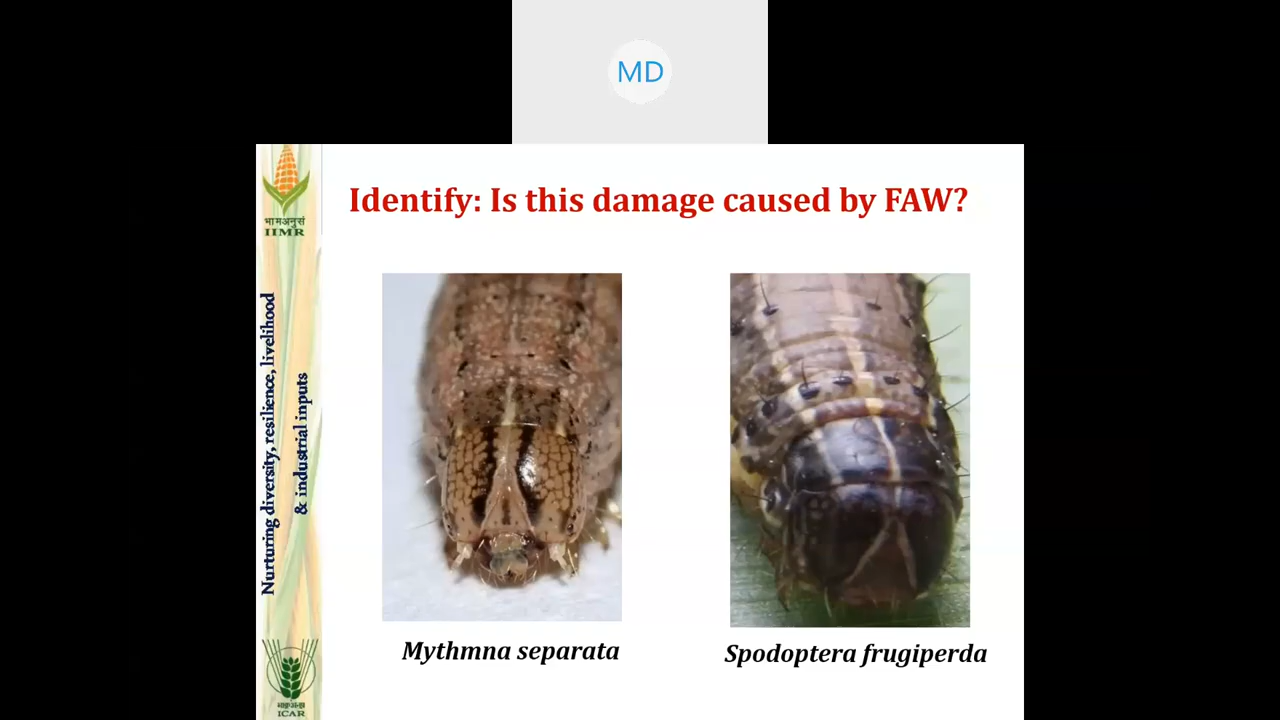 MD
Identify: Is this damage caused by FAW?
भामअनुसं
IIMR
Nurturing diversity, resilience, livelihood
& industrial inputs
Mythmna separata
Spodoptera frugiperda
ICAR